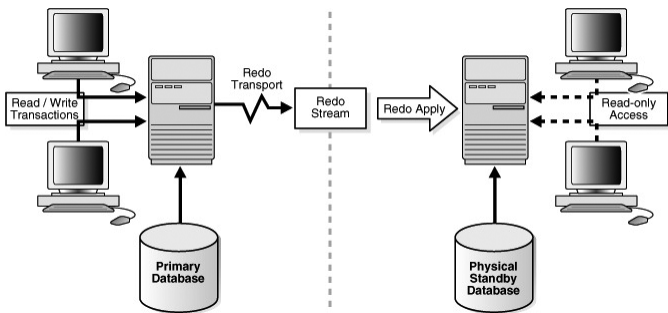 Read / Write
Transactions
Redo
Transport
Redo
Stream
Redo Apply
Read-only
Access
Primary
Database
Physical
Standby
Database